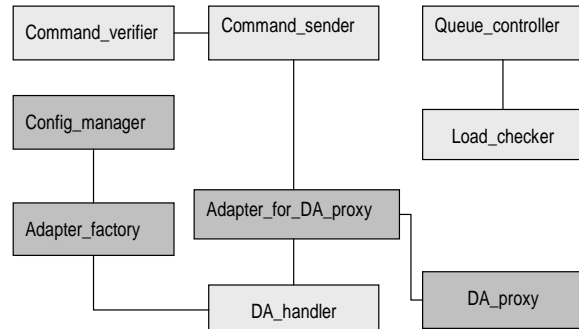 Command_verifier
Command_sender
Queue_controller
Config_manager
Load_checker
Adapter_factory
Adapter_for_DA_proxy
DA_handler
DA_proxy